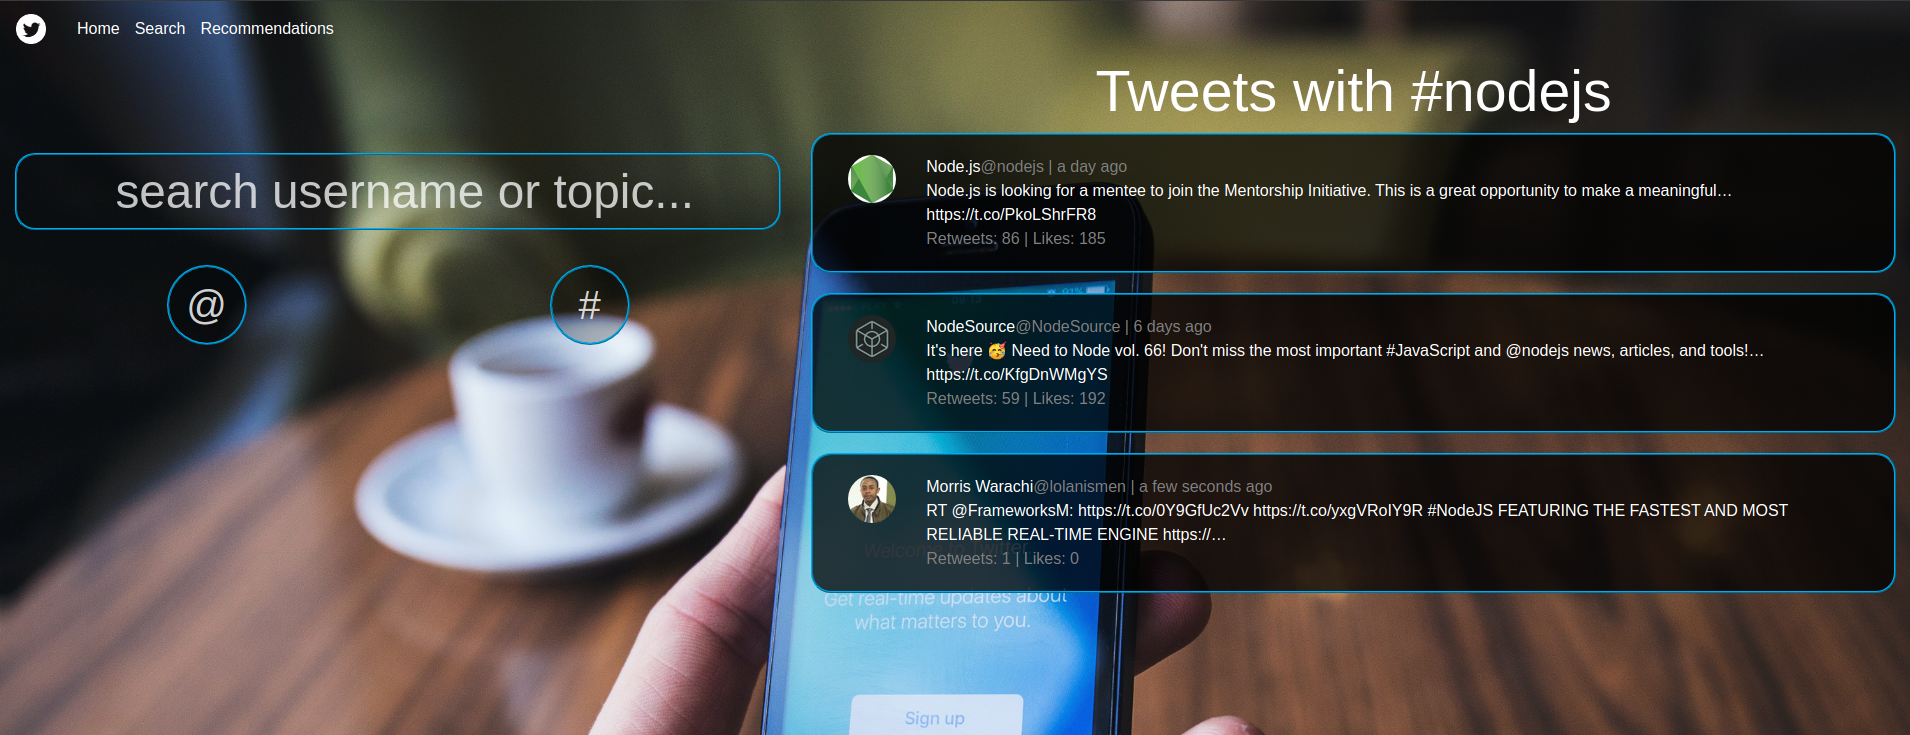 Home Search Recommendations
search username or topic...
@ #
Tweets with #nodejs
Node.js@nodejs | a day ago
Node.js is looking for a mentee to join the Mentorship Initiative. This is a great opportunity to make a meaningful…
https://t.co/PkoLShrFR8
Retweets: 86 | Likes: 185
91%
NodeSource@NodeSource | 6 days ago
It's here 🥳 Need to Node vol. 66! Don't miss the most important #JavaScript and @nodejs news, articles, and tools!…
https://t.co/KfgDnWMgYS
Retweets: 59 | Likes: 192
Morris Warachi@lolanismen | a few seconds ago
RT @FrameworksM: https://t.co/0Y9GfUc2Vv https://t.co/yxgVRoIY9R #NodeJS FEATURING THE FASTEST AND MOST
RELIABLE REAL-TIME ENGINE https://…
Retweets: 1 | Likes: 0
Welcome to Twitter
Get real-time updates about
what matters to you.
Sign up